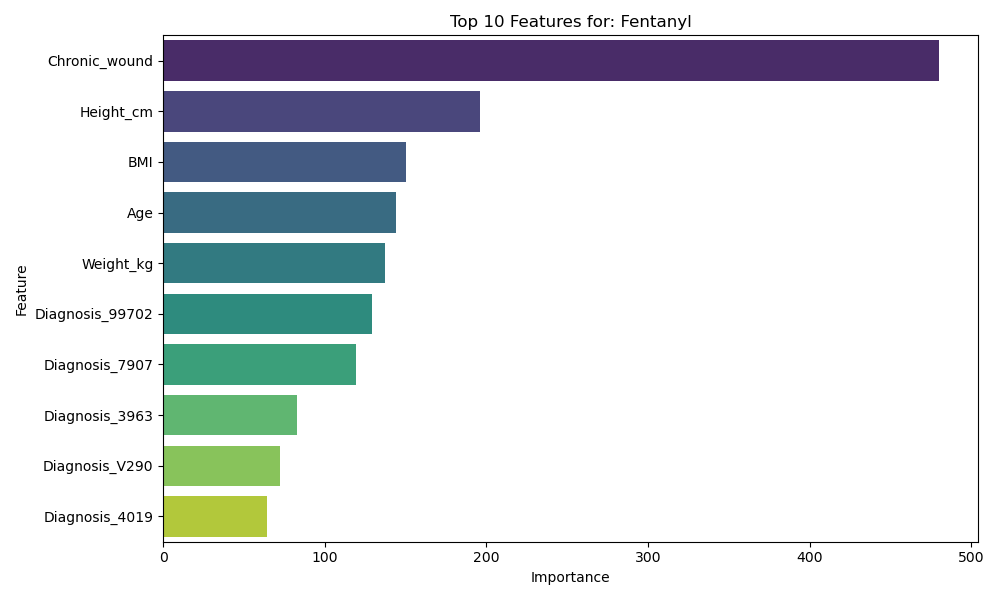 Top 10 Features for: Fentanyl
Chronic_wound
Height_cm
BMI
Age
Weight_kg
Diagnosis_99702
Diagnosis_7907
Diagnosis_3963
Diagnosis_V290
Diagnosis_4019
Feature
0 100 200 300 400 500
Importance